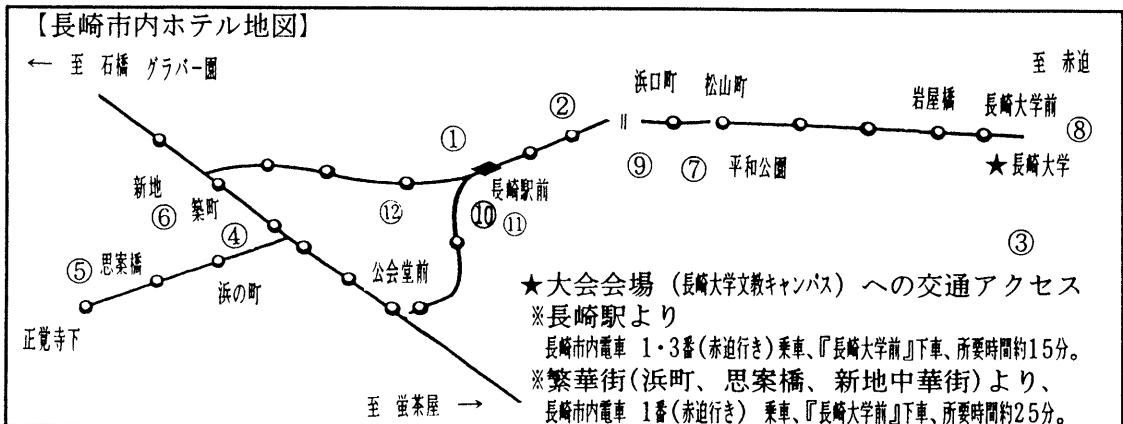 【長崎市内ホテル地図】
← 至 石橋 グラバー園
至 赤迫
浜口町 松山町
岩屋橋 長崎大学前
① ②
⑧
⑨ ⑦ 平和公園
★長崎大学
長崎駅前
新地
⑥ 築町
⑫ ⑩ ⑪
④
③
⑤ 思案橋
浜の町
公会堂前
正覚寺下
至 蛍茶屋 →
★大会会場 (長崎大学文教キャンパス) への交通アクセス
※長崎駅より
長崎市内電車 1・3番(赤迫行き)乗車、『長崎大学前』下車、所要時間約15分。
※繁華街(浜町、思案橋、新地中華街)より、
長崎市内電車 1番(赤迫行き) 乗車、『長崎大学前』下車、所要時間約25分。